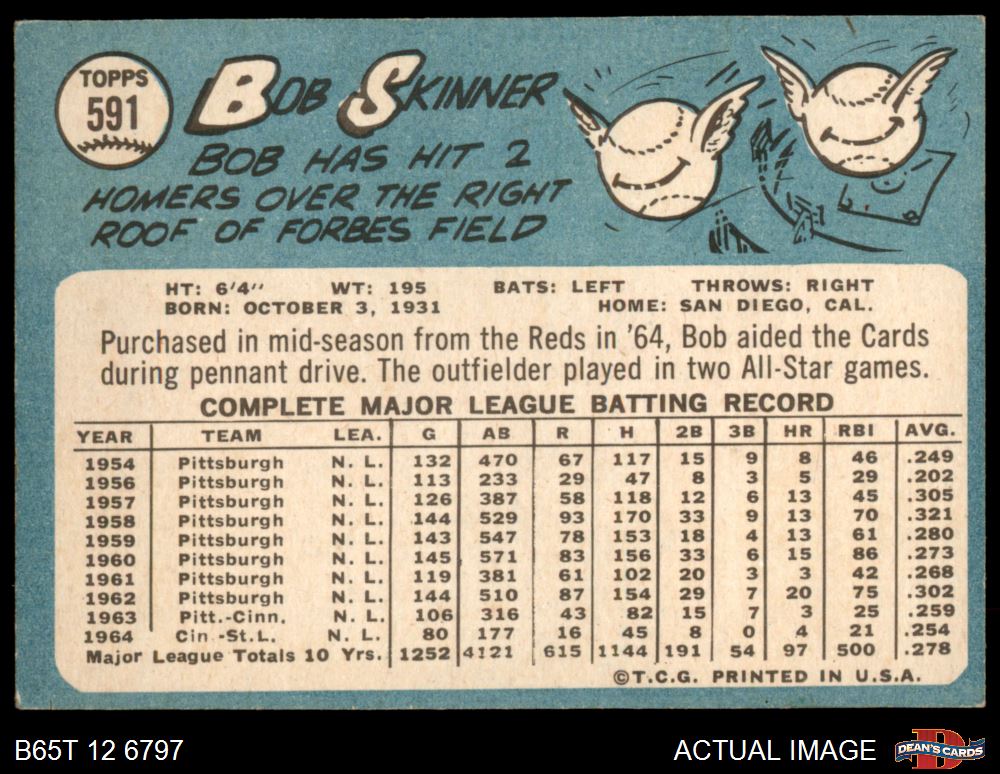 TOPPS
591
BOB SKINNER
BOB HAS HIT 2
HOMERS OVER THE RIGHT
ROOF OF FORBES FIELD
HT: 6'4" WT: 195 BATS: LEFT THROWS: RIGHT
BORN: OCTOBER 3, 1931 HOME: SAN DIEGO, CAL.
Purchased in mid-season from the Reds in '64, Bob aided the Cards
during pennant drive. The outfielder played in two All-Star games.
COMPLETE MAJOR LEAGUE BATTING RECORD
YEAR TEAM LEA. G AB R H 2B 3B HR RBI AVG.
1954 Pittsburgh N. L. 132 470 67 117 15 9 8 46 .249
1956 Pittsburgh N. L. 113 233 29 47 8 3 5 29 .202
1957 Pittsburgh N. L. 126 387 58 118 12 6 13 45 .305
1958 Pittsburgh N. L. 144 529 93 170 33 9 13 70 .321
1959 Pittsburgh N. L. 143 547 78 153 18 4 13 61 .280
1960 Pittsburgh N. L. 145 571 83 156 33 6 15 86 .273
1961 Pittsburgh N. L. 119 381 61 102 20 3 3 42 .268
1962 Pittsburgh N. L. 144 510 87 154 29 7 20 75 .302
1963 Pitt.-Cinn. N. L. 106 316 43 82 15 7 3 25 .259
1964 Cin.-St.L. N. L. 80 177 16 45 8 0 4 21 .254
Major League Totals 10 Yrs. 1252 4121 615 1144 191 54 97 500 .278
©T.C.G. PRINTED IN U.S.A.
B65T 12 6797 ACTUAL IMAGE DEAN'S CARDS